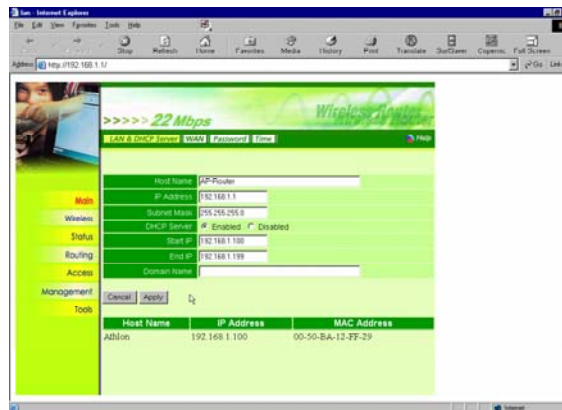 lan - Internet Explorer
File Edit View Favorites Tools Help
Stop Refresh Home Favorites Media History Print Translate Full Screen
Address http://192.168.1.1/ Go Link
>>>>> 22 Mbps
Wireless Router
LAN & DHCP Server WAN Password Time
Help
Main
Wireless
Status
Routing
Access
Management
Tools
Host Name AP-Router
IP Address 192.168.1.1
Subnet Mask 255.255.255.0
DHCP Server Enabled Disabled
Start IP 192.168.1.100
End IP 192.168.1.199
Domain Name
Cancel Apply
Host Name IP Address MAC Address
Athlon 192.168.1.100 00-50-BA-12-FF-29
Internet